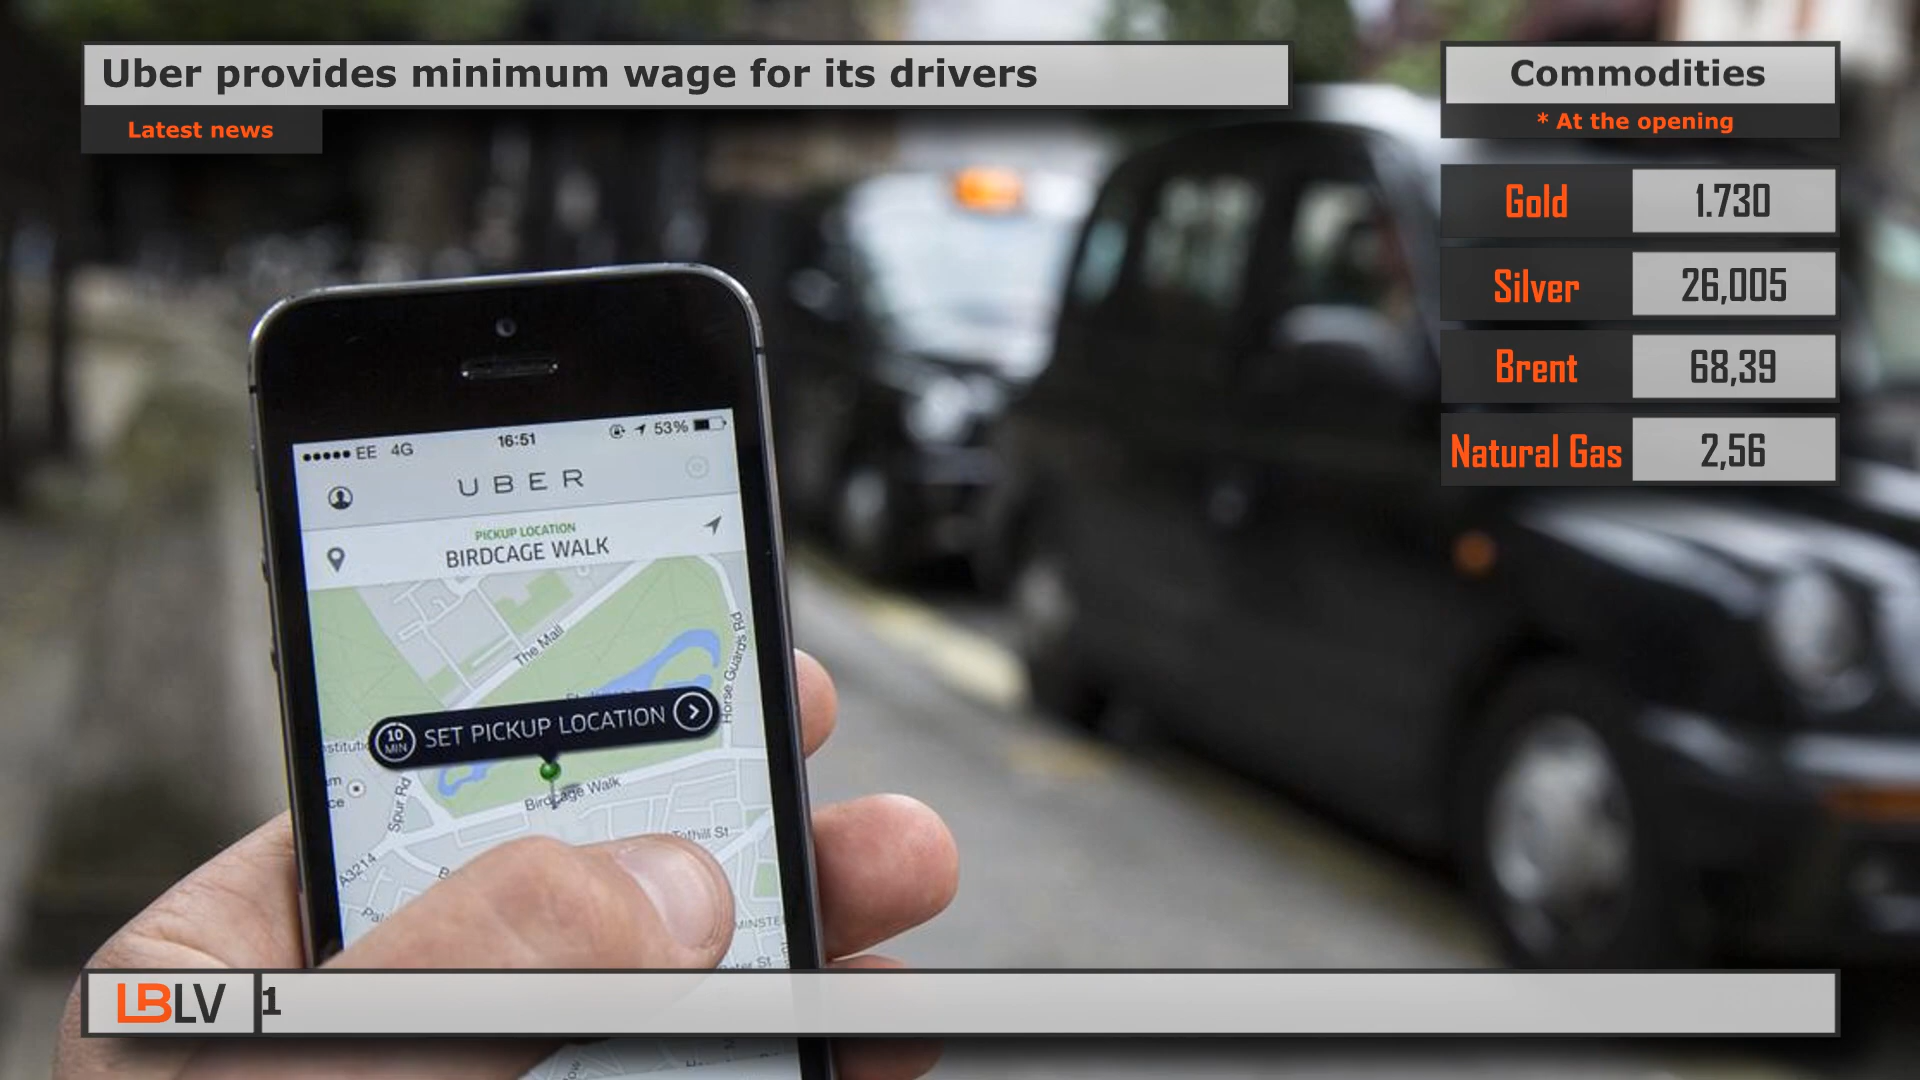 Uber provides minimum wage for its drivers
Latest news
Commodities
* At the opening
Gold 1.730
Silver 26,005
Brent 68,39
Natural Gas 2,56
EE 4G 16:51 53%
UBER
PICKUP LOCATION
BIRDCAGE WALK
The Mall
Horse Guards Rd
10 MIN SET PICKUP LOCATION
Birdcage Walk
Spur Rd
Tothill St
A3214
LBLV 1